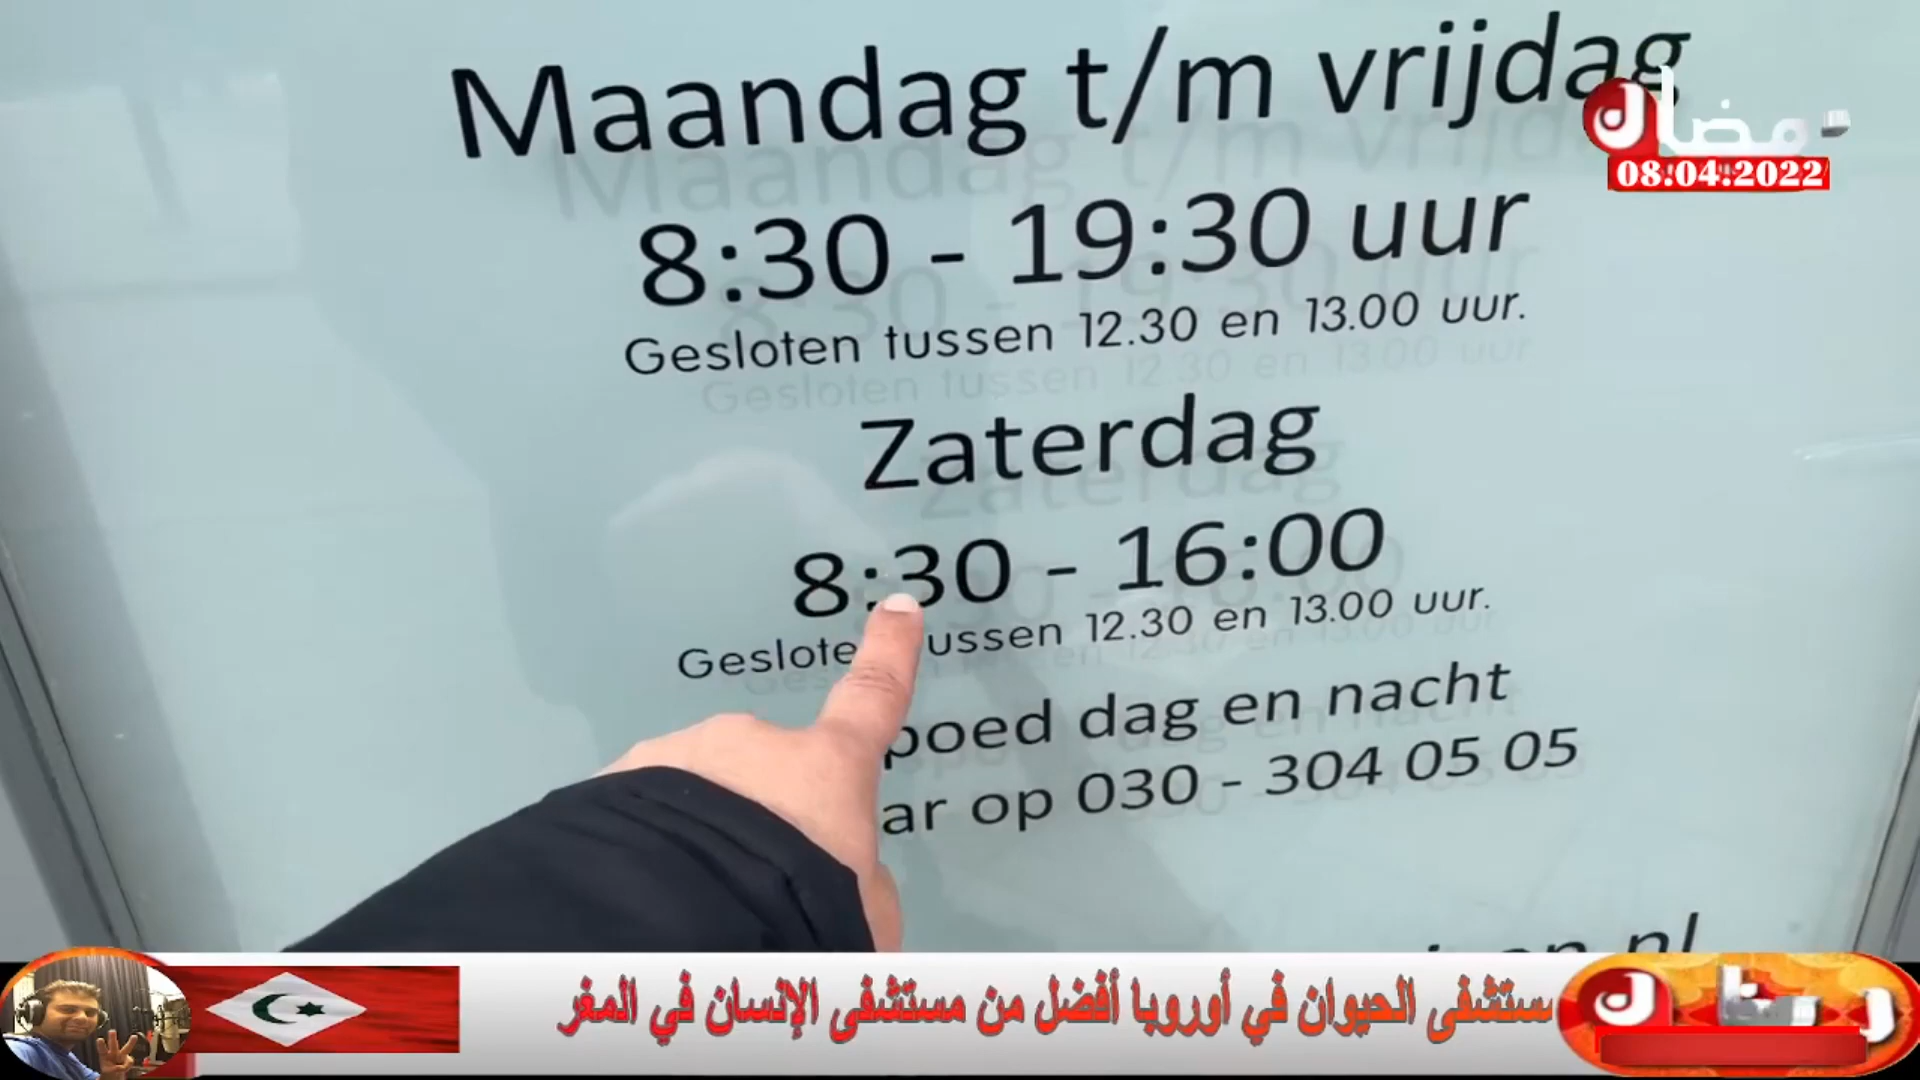 Maandag t/m vrijdag
مضال
08.04.2022
8:30 - 19:30 uur
Gesloten tussen 12.30 en 13.00 uur.
Zaterdag
8:30 - 16:00
tussen 12.30 en 13.00 uur.
dag en nacht
op 030 - 304 05 05
الحيوان في أوروبا أفضل من مستشفى الإنسان في